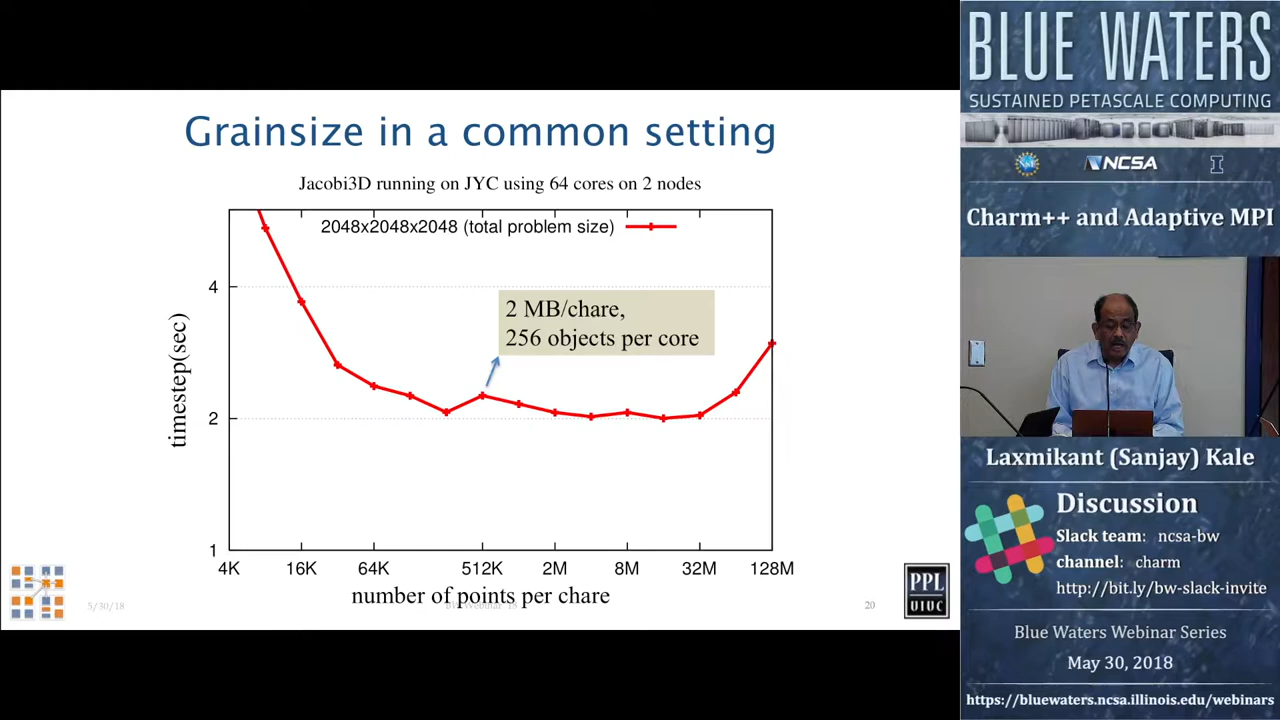 Grainsize in a common setting
Jacobi3D running on JYC using 64 cores on 2 nodes
2048x2048x2048 (total problem size)
2 MB/chare,
256 objects per core
timestep(sec)
4
2
1
4K 16K 64K 512K 2M 8M 32M 128M
number of points per chare
5/30/18
20
PPL
UIUC
BLUE WATERS
SUSTAINED PETASCALE COMPUTING
NCSA
I
Charm++ and Adaptive MPI
Laxmikant (Sanjay) Kale
Discussion
Slack team: ncsa-bw
channel: charm
http://bit.ly/bw-slack-invite
Blue Waters Webinar Series
May 30, 2018
https://bluewaters.ncsa.illinois.edu/webinars